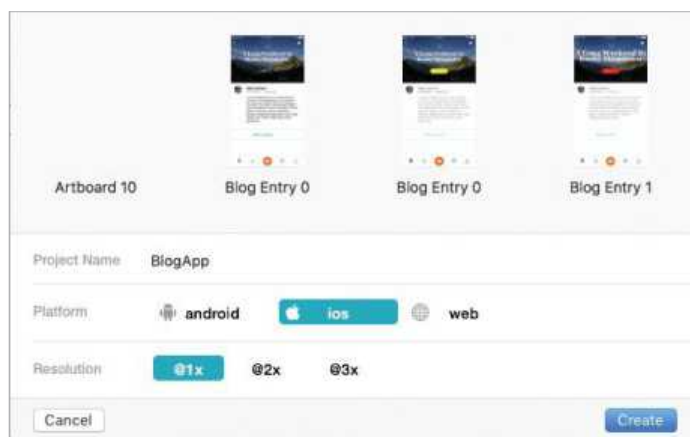 Artboard 10
Blog Entry 0
Blog Entry 0
Blog Entry 1
Project Name BlogApp
Platform android ios web
Resolution @1x @2x @3x
Cancel Create